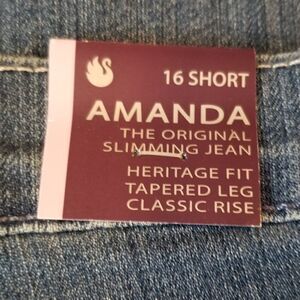 16 SHORT
AMANDA
THE ORIGINAL
SLIMMING JEAN
HERITAGE FIT
TAPERED LEG
CLASSIC RISE